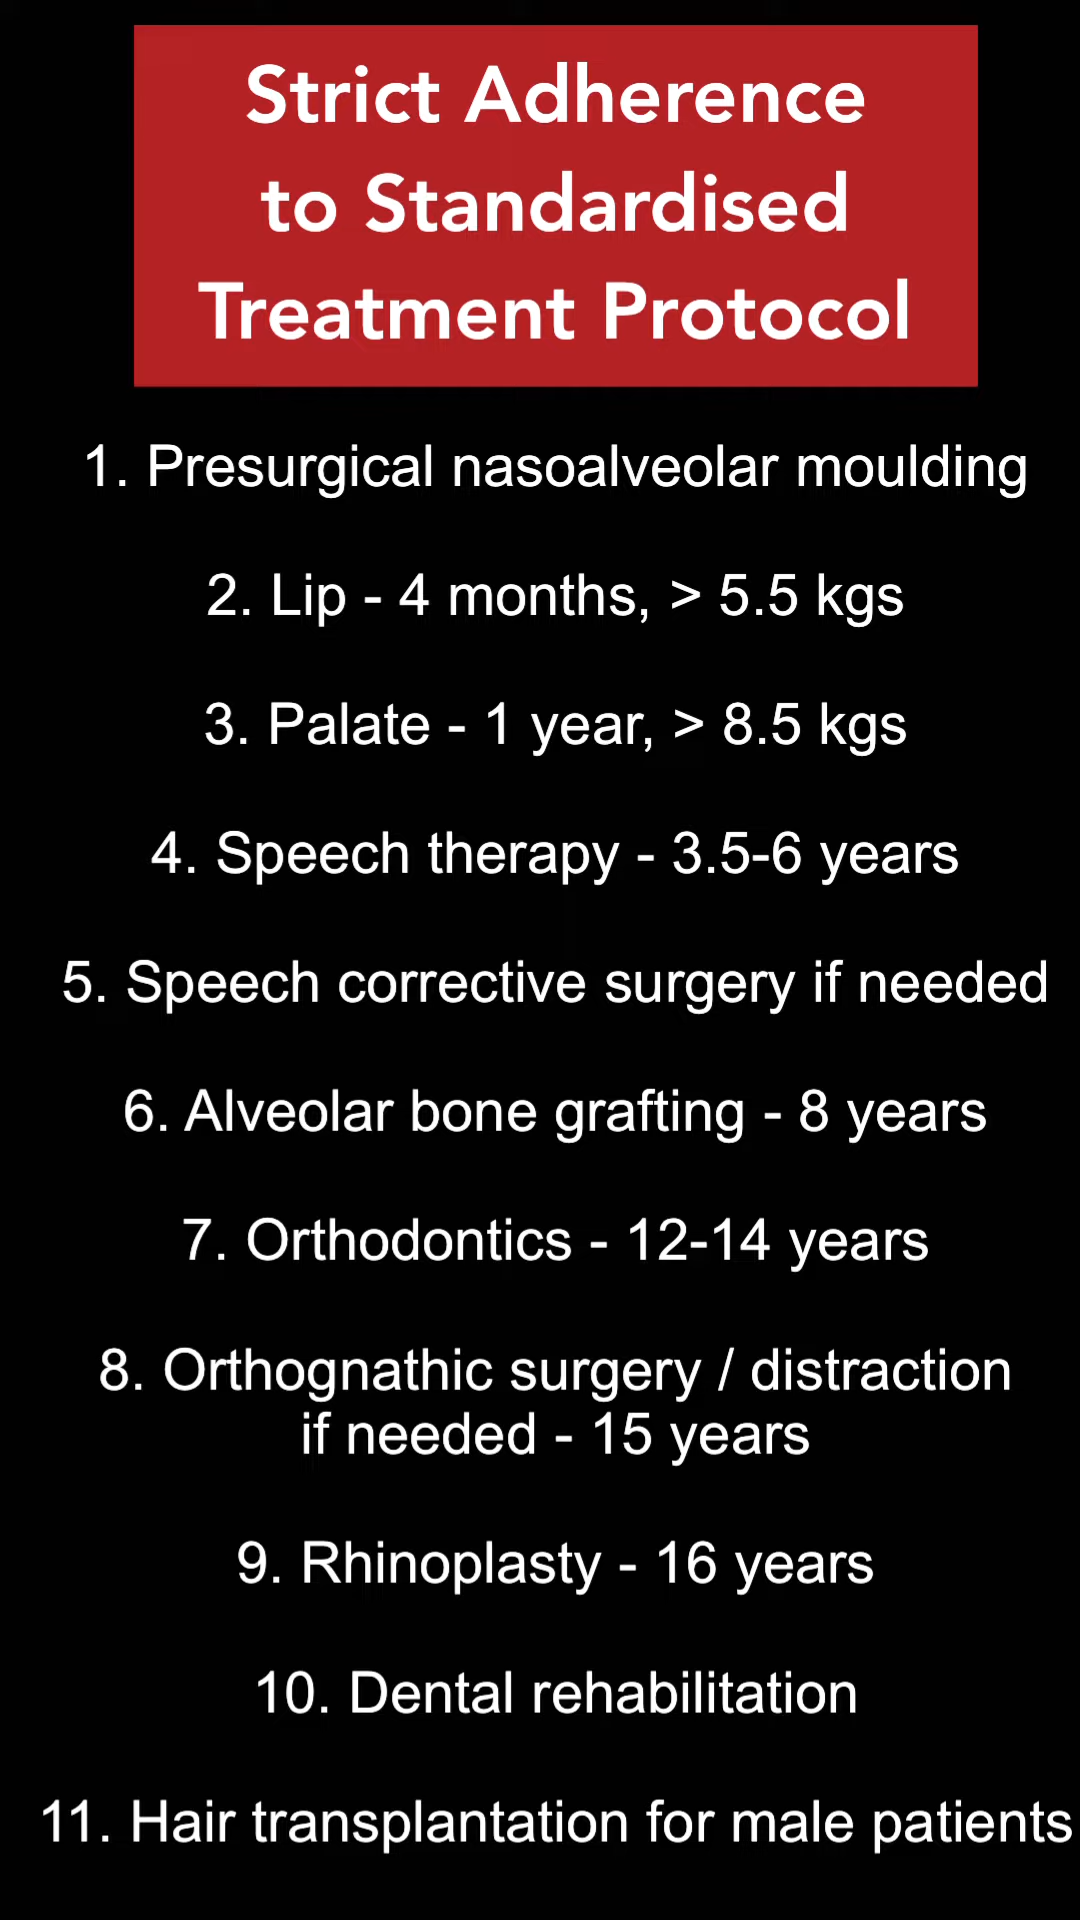 Strict Adherence
to Standardised
Treatment Protocol
1. Presurgical nasoalveolar moulding
2. Lip - 4 months, > 5.5 kgs
3. Palate - 1 year, > 8.5 kgs
4. Speech therapy - 3.5-6 years
5. Speech corrective surgery if needed
6. Alveolar bone grafting - 8 years
7. Orthodontics - 12-14 years
8. Orthognathic surgery / distraction
if needed - 15 years
9. Rhinoplasty - 16 years
10. Dental rehabilitation
11. Hair transplantation for male patients